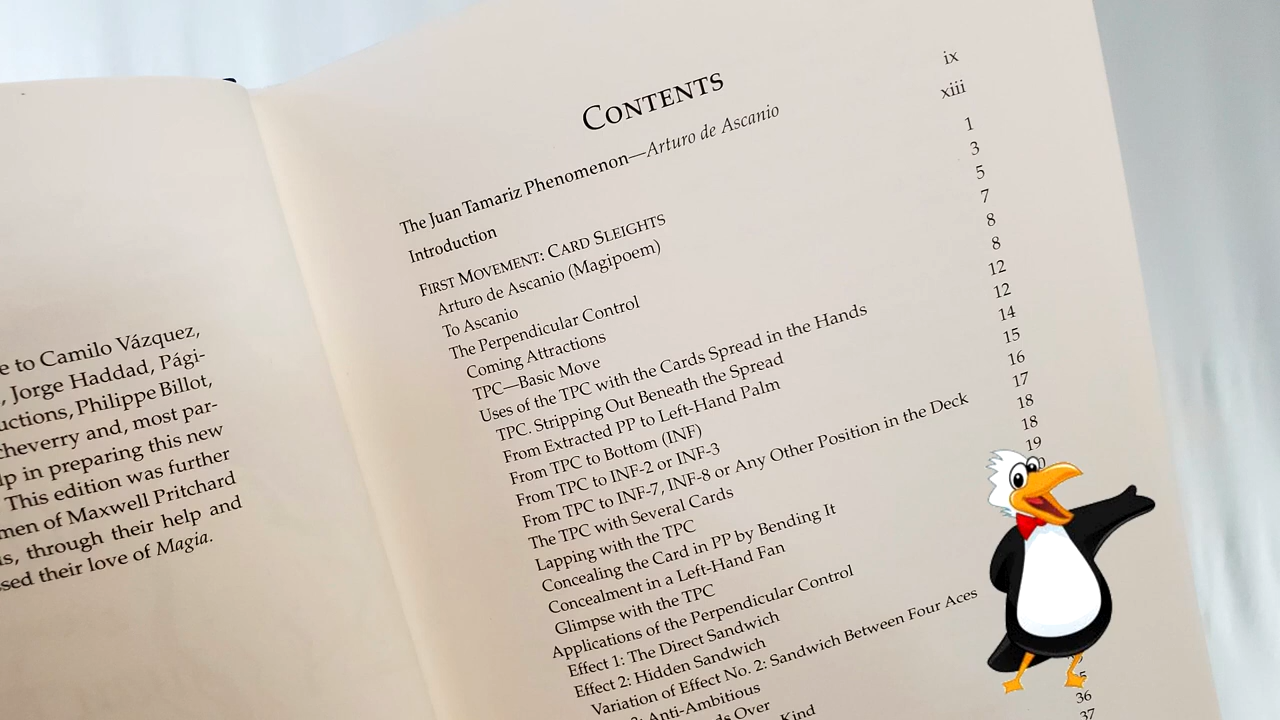 e to Camilo Vázquez,
, Jorge Haddad, Pági-
uctions, Philippe Billot,
cheverry and, most par-
lp in preparing this new
This edition was further
men of Maxwell Pritchard
s, through their help and
sed their love of Magia.
CONTENTS
The Juan Tamariz Phenomenon—Arturo de Ascanio ix
Introduction xiii
FIRST MOVEMENT: CARD SLEIGHTS 1
Arturo de Ascanio (Magipoem) 3
To Ascanio 5
The Perpendicular Control 7
Coming Attractions 8
TPC—Basic Move 8
Uses of the TPC with the Cards Spread in the Hands 12
TPC. Stripping Out Beneath the Spread 12
From Extracted PP to Left-Hand Palm 14
From TPC to Bottom (INF) 15
From TPC to INF-2 or INF-3 16
From TPC to INF-7, INF-8 or Any Other Position in the Deck 17
The TPC with Several Cards 18
Lapping with the TPC 18
Concealing the Card in PP by Bending It 19
Concealment in a Left-Hand Fan
Glimpse with the TPC
Applications of the Perpendicular Control
Effect 1: The Direct Sandwich
Effect 2: Hidden Sandwich
Variation of Effect No. 2: Sandwich Between Four Aces
3: Anti-Ambitious 5
ds Over 36
Kind 37